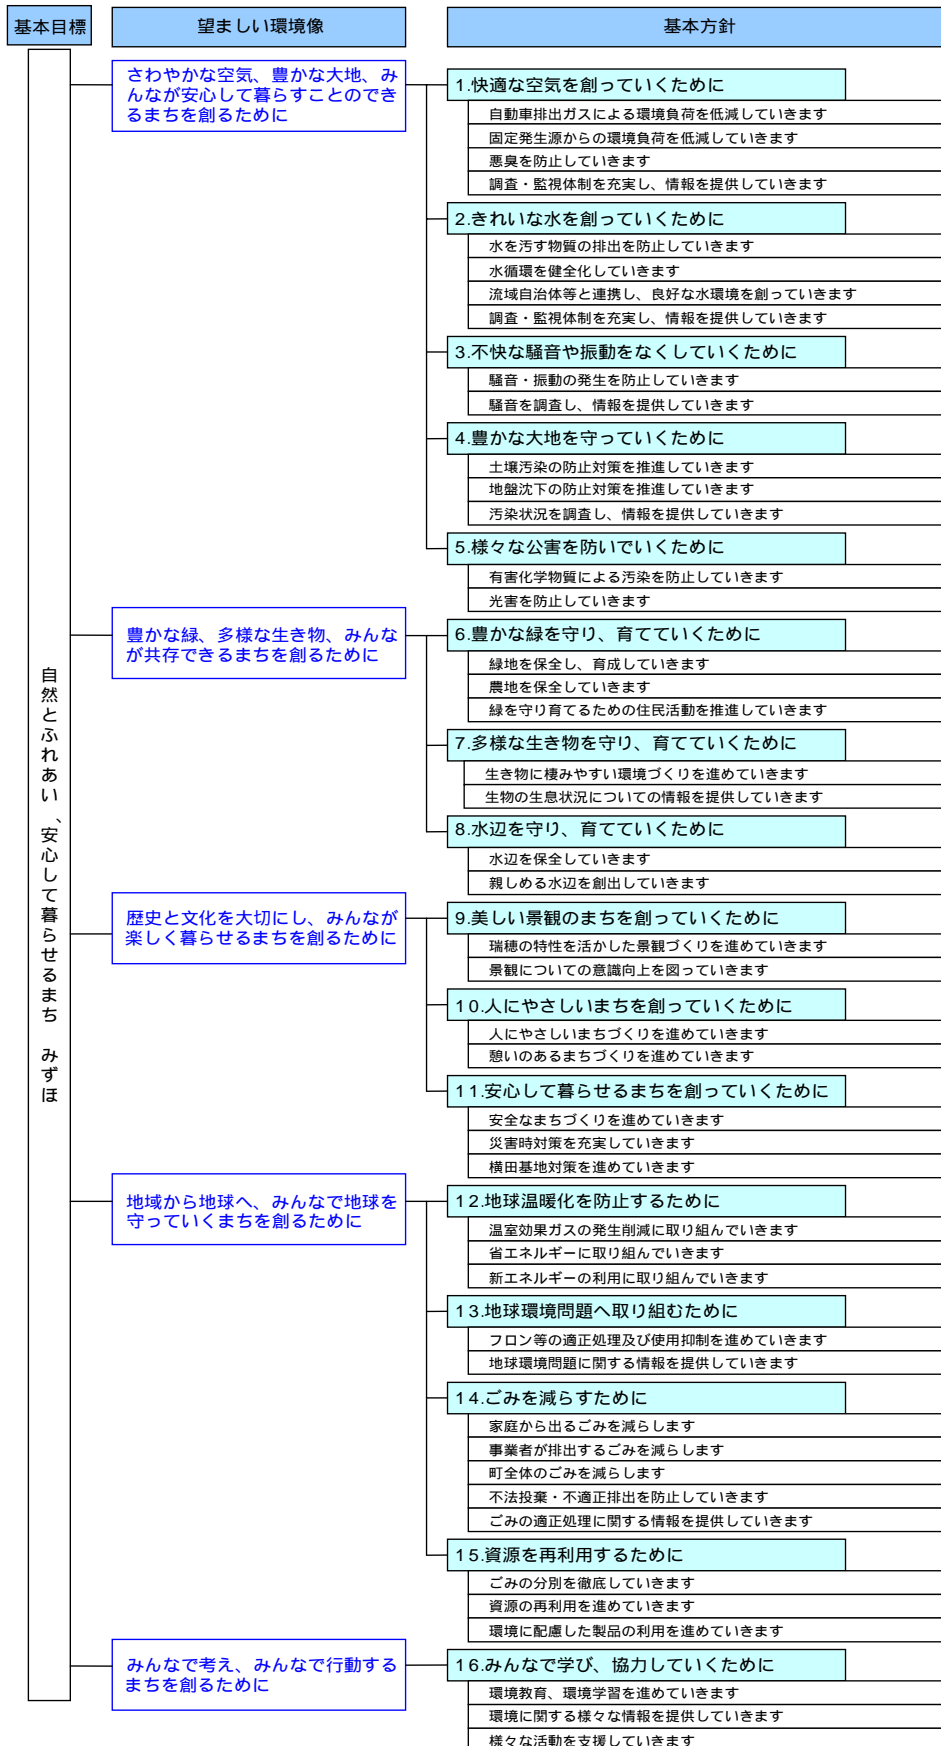 基本目標
望ましい環境像
基本方針
自然とふれあい、安心して暮らせるまち　みずほ
さわやかな空気、豊かな大地、み
んなが安心して暮らすことのでき
るまちを創るために
1.快適な空気を創っていくために
自動車排出ガスによる環境負荷を低減していきます
固定発生源からの環境負荷を低減していきます
悪臭を防止していきます
調査・監視体制を充実し、情報を提供していきます
2.きれいな水を創っていくために
水を汚す物質の排出を防止していきます
水循環を健全化していきます
流域自治体等と連携し、良好な水環境を創っていきます
調査・監視体制を充実し、情報を提供していきます
3.不快な騒音や振動をなくしていくために
騒音・振動の発生を防止していきます
騒音を調査し、情報を提供していきます
4.豊かな大地を守っていくために
土壌汚染の防止対策を推進していきます
地盤沈下の防止対策を推進していきます
汚染状況を調査し、情報を提供していきます
5.様々な公害を防いでいくために
有害化学物質による汚染を防止していきます
光害を防止していきます
豊かな緑、多様な生き物、みんな
が共存できるまちを創るために
6.豊かな緑を守り、育てていくために
緑地を保全し、育成していきます
農地を保全していきます
緑を守り育てるための住民活動を推進していきます
7.多様な生き物を守り、育てていくために
生き物に棲みやすい環境づくりを進めていきます
生物の生息状況についての情報を提供していきます
8.水辺を守り、育てていくために
水辺を保全していきます
親しめる水辺を創出していきます
歴史と文化を大切にし、みんなが
楽しく暮らせるまちを創るために
9.美しい景観のまちを創っていくために
瑞穂の特性を活かした景観づくりを進めていきます
景観についての意識向上を図っていきます
10.人にやさしいまちを創っていくために
人にやさしいまちづくりを進めていきます
憩いのあるまちづくりを進めていきます
11.安心して暮らせるまちを創っていくために
安全なまちづくりを進めていきます
災害時対策を充実していきます
横田基地対策を進めていきます
地域から地球へ、みんなで地球を
守っていくまちを創るために
12.地球温暖化を防止するために
温室効果ガスの発生削減に取り組んでいきます
省エネルギーに取り組んでいきます
新エネルギーの利用に取り組んでいきます
13.地球環境問題へ取り組むために
フロン等の適正処理及び使用抑制を進めていきます
地球環境問題に関する情報を提供していきます
14.ごみを減らすために
家庭から出るごみを減らします
事業者が排出するごみを減らします
町全体のごみを減らします
不法投棄・不適正排出を防止していきます
ごみの適正処理に関する情報を提供していきます
15.資源を再利用するために
ごみの分別を徹底していきます
資源の再利用を進めていきます
環境に配慮した製品の利用を進めていきます
みんなで考え、みんなで行動する
まちを創るために
16.みんなで学び、協力していくために
環境教育、環境学習を進めていきます
環境に関する様々な情報を提供していきます
様々な活動を支援していきます